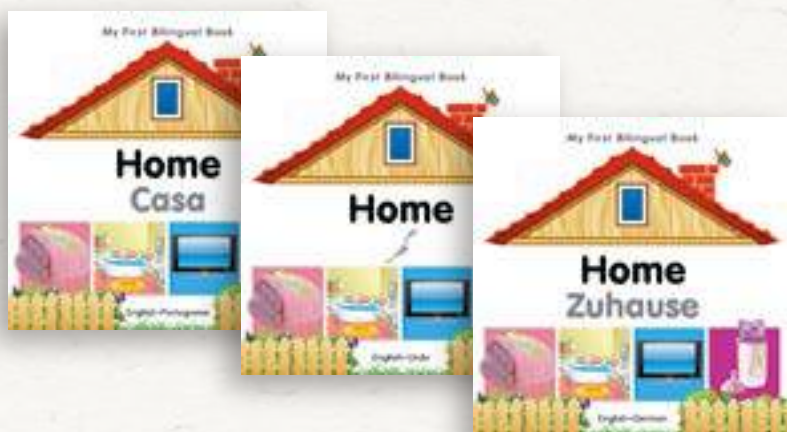 My First Bilingual Book
Home
Casa
English–Portuguese
My First Bilingual Book
Home
گھر
English–Urdu
My First Bilingual Book
Home
Zuhause
English–German